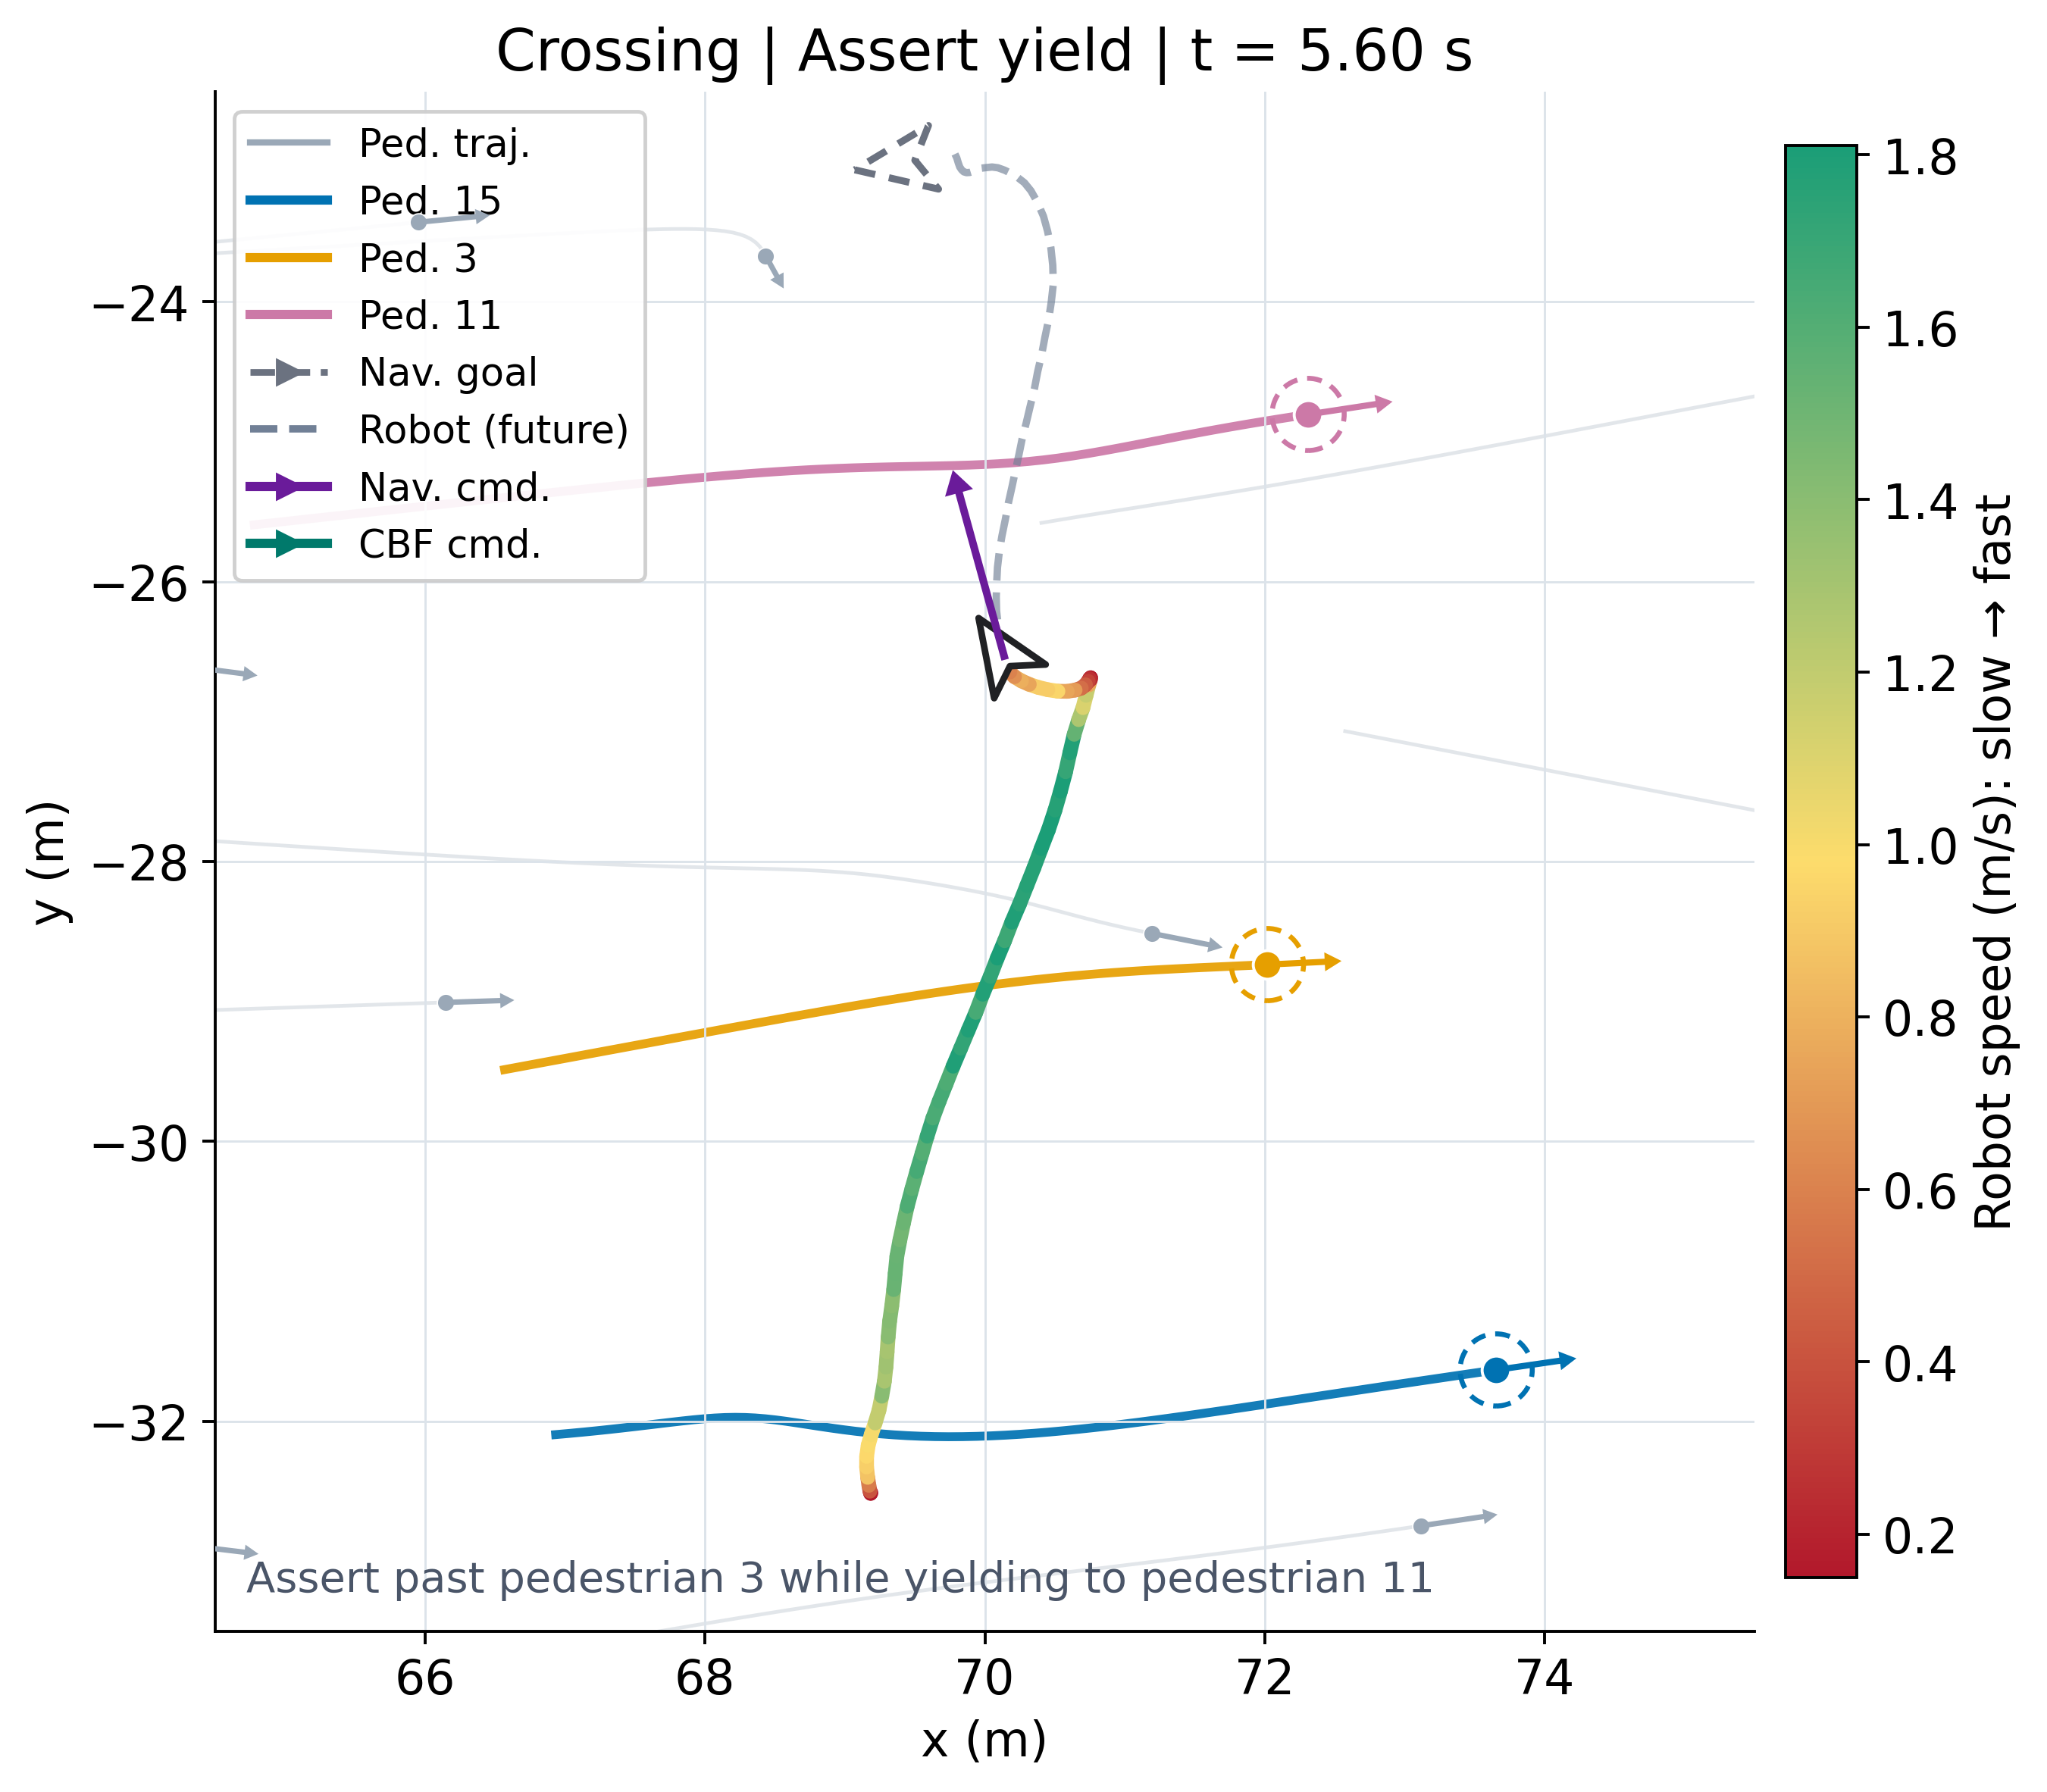 Crossing | Assert yield | t = 5.60 s
Ped. traj.
Ped. 15
Ped. 3
Ped. 11
Nav. goal
Robot (future)
Nav. cmd.
CBF cmd.
−24
−26
−28
−30
−32
y (m)
Assert past pedestrian 3 while yielding to pedestrian 11
66 68 70 72 74
x (m)
1.8
1.6
1.4
1.2
1.0
0.8
0.6
0.4
0.2
Robot speed (m/s): slow → fast